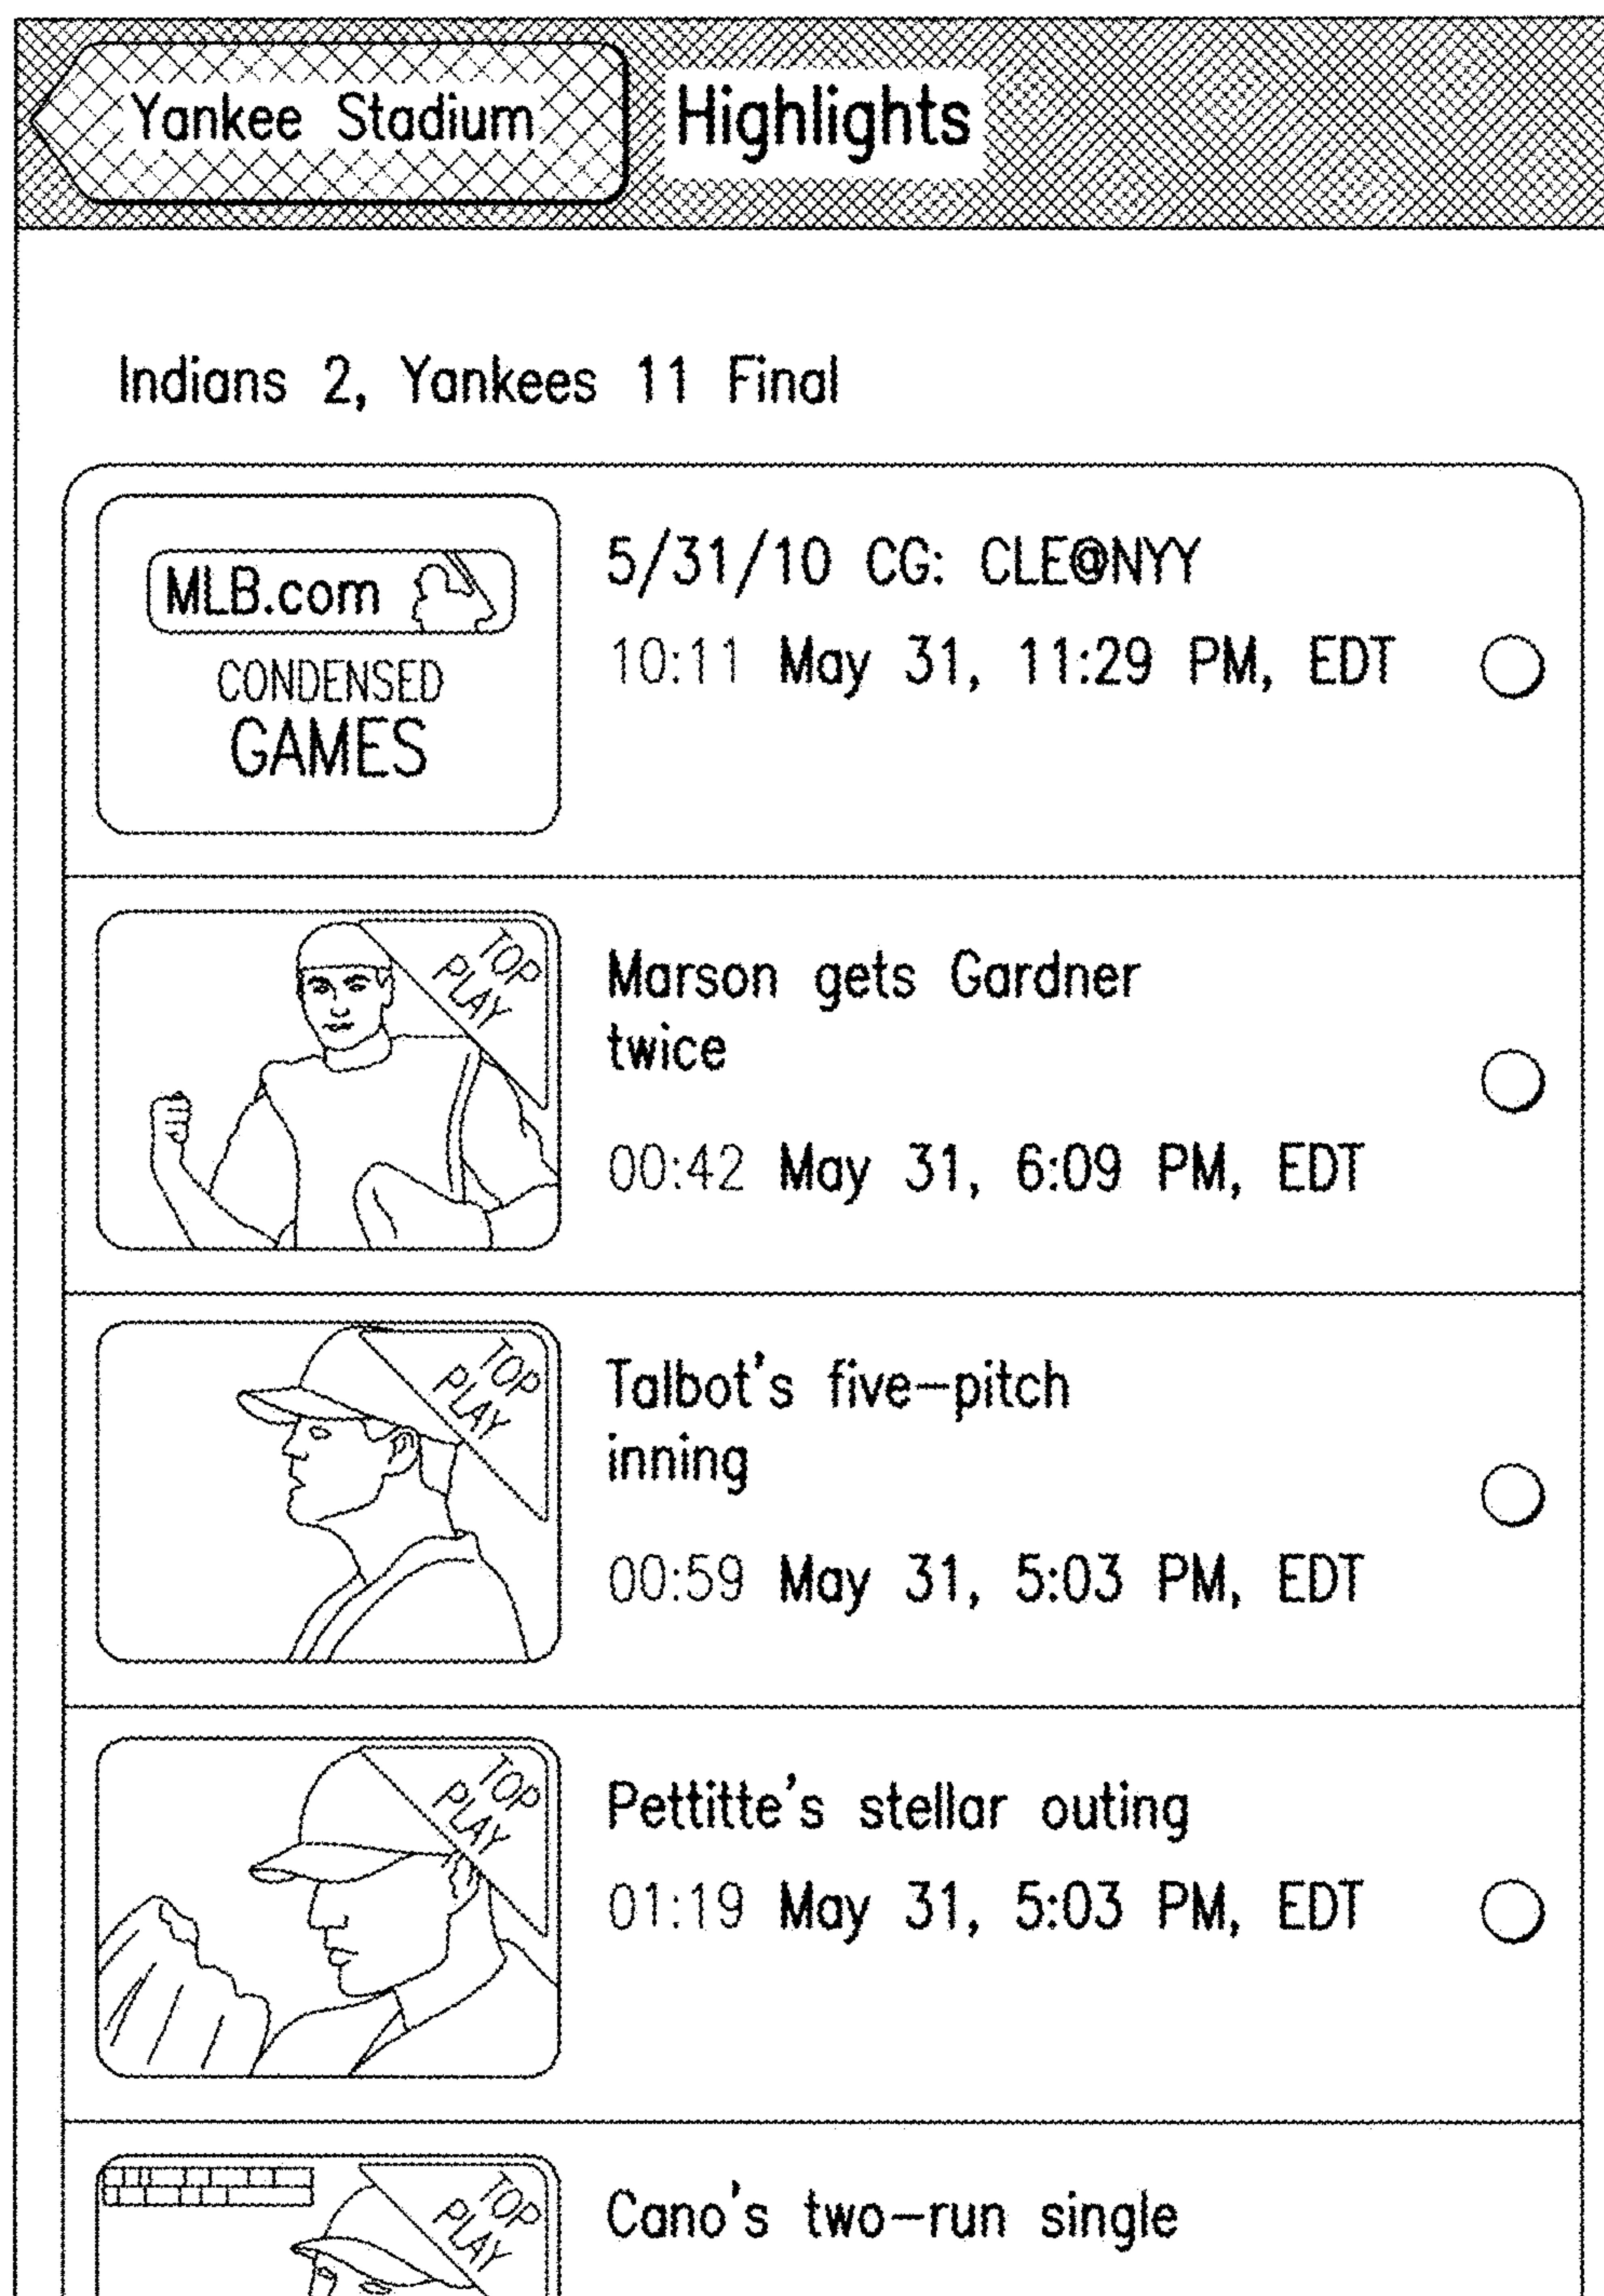 Yankee Stadium
Highlights
Indians 2, Yankees 11 Final
MLB.com
CONDENSED
GAMES
5/31/10 CG: CLE@NYY
10:11 May 31, 11:29 PM, EDT
TOP
PLAY
Marson gets Gardner
twice
00:42 May 31, 6:09 PM, EDT
TOP
PLAY
Talbot's five-pitch
inning
00:59 May 31, 5:03 PM, EDT
TOP
PLAY
Pettitte's stellar outing
01:19 May 31, 5:03 PM, EDT
TOP
PLAY
Cano's two-run single